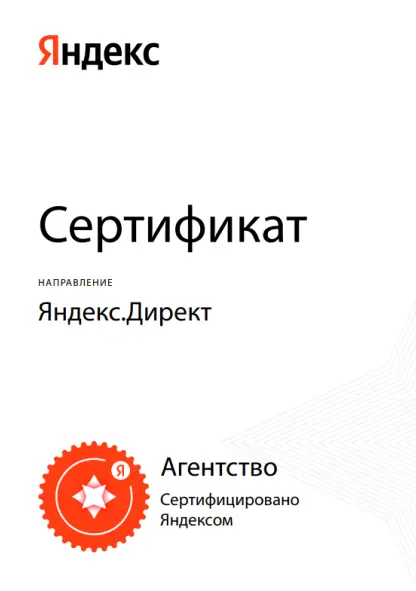 Яндекс
Сертификат
НАПРАВЛЕНИЕ
Яндекс.Директ
Я
Агентство
Сертифицировано
Яндексом